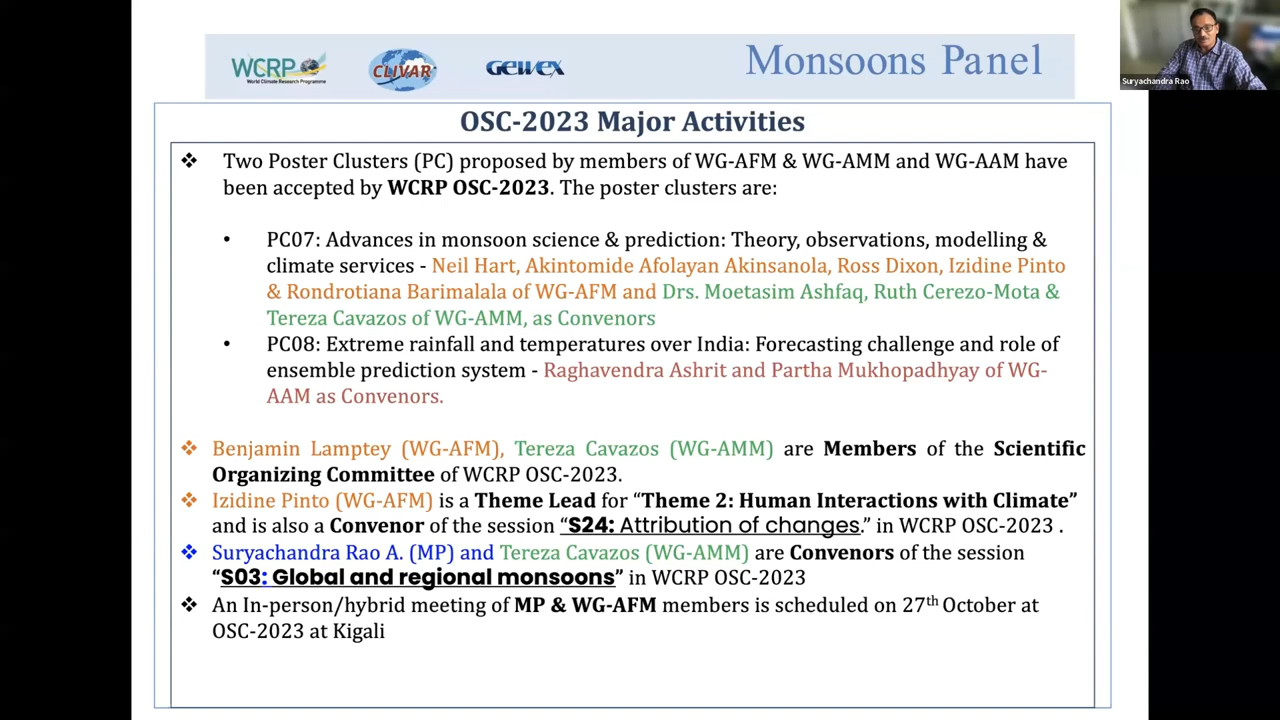 WCRP
World Climate Research Programme
CLIVAR
GEWEX
Monsoons Panel
Suryachandra Rao
OSC-2023 Major Activities
❖ Two Poster Clusters (PC) proposed by members of WG-AFM & WG-AMM and WG-AAM have
been accepted by WCRP OSC-2023. The poster clusters are:
• PC07: Advances in monsoon science & prediction: Theory, observations, modelling &
climate services - Neil Hart, Akintomide Afolayan Akinsanola, Ross Dixon, Izidine Pinto
& Rondrotiana Barimalala of WG-AFM and Drs. Moetasim Ashfaq, Ruth Cerezo-Mota &
Tereza Cavazos of WG-AMM, as Convenors
• PC08: Extreme rainfall and temperatures over India: Forecasting challenge and role of
ensemble prediction system - Raghavendra Ashrit and Partha Mukhopadhyay of WG-
AAM as Convenors.
❖ Benjamin Lamptey (WG-AFM), Tereza Cavazos (WG-AMM) are Members of the Scientific
Organizing Committee of WCRP OSC-2023.
❖ Izidine Pinto (WG-AFM) is a Theme Lead for “Theme 2: Human Interactions with Climate”
and is also a Convenor of the session “S24: Attribution of changes.” in WCRP OSC-2023 .
❖ Suryachandra Rao A. (MP) and Tereza Cavazos (WG-AMM) are Convenors of the session
“S03: Global and regional monsoons” in WCRP OSC-2023
❖ An In-person/hybrid meeting of MP & WG-AFM members is scheduled on 27th October at
OSC-2023 at Kigali